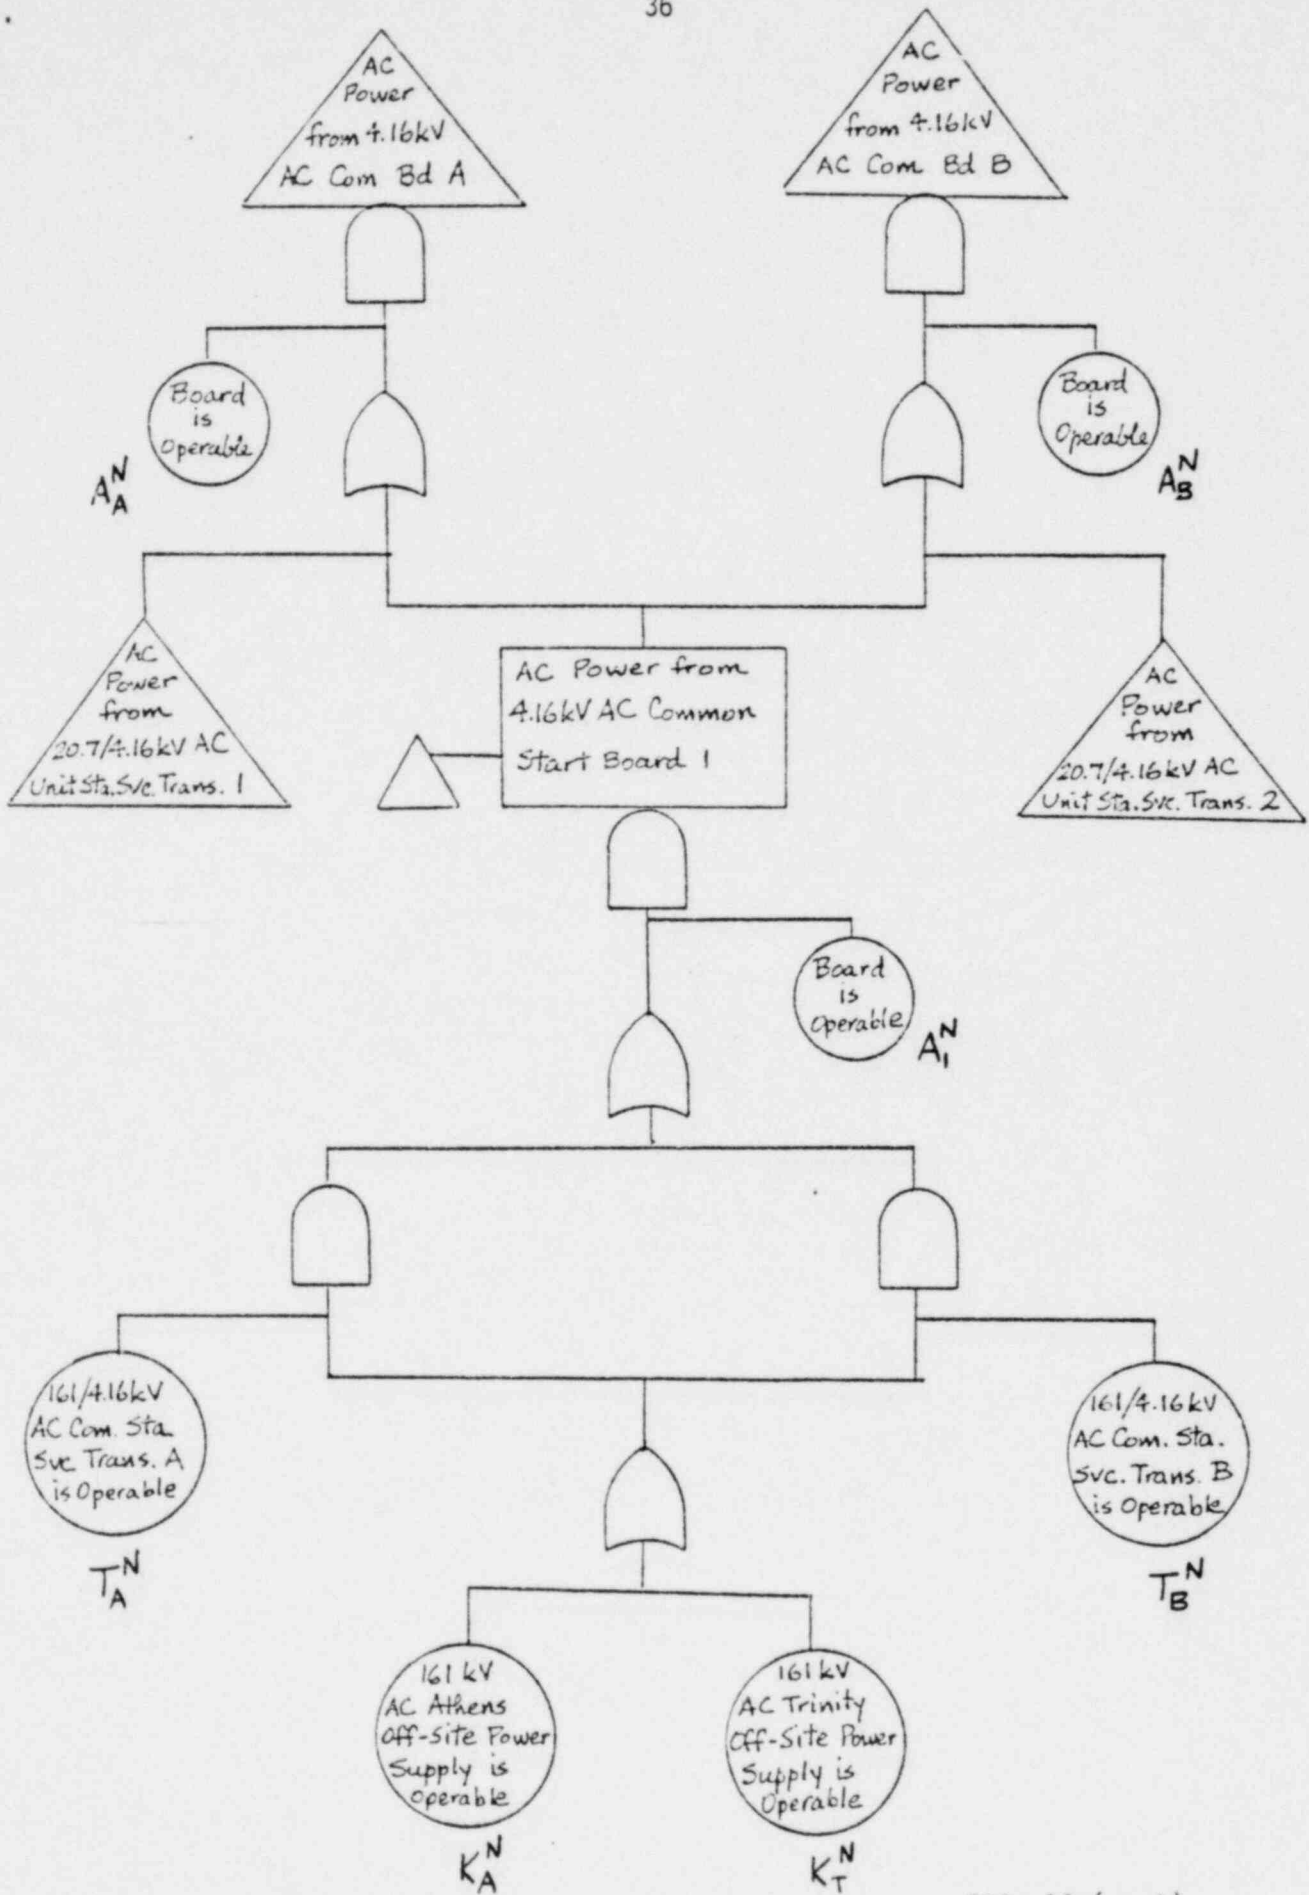 36
AC
Power
from 4.16kV
AC Com Bd A
AC
Power
from 4.16kV
AC Com Bd B
Board
is
Operable
A_A^N
Board
is
Operable
A_B^N
AC
Power
from
20.7/4.16kV AC
Unit Sta. Svc. Trans. 1
AC Power from
4.16kV AC Common
Start Board 1
AC
Power
from
20.7/4.16kV AC
Unit Sta. Svc. Trans. 2
Board
is
Operable
A_1^N
161/4.16kV
AC Com. Sta
Svc Trans. A
is Operable
T_A^N
161/4.16kV
AC Com. Sta.
Svc. Trans. B
is Operable
T_B^N
161 kV
AC Athens
Off-Site Power
Supply is
Operable
K_A^N
161 kV
AC Trinity
Off-Site Power
Supply is
Operable
K_T^N